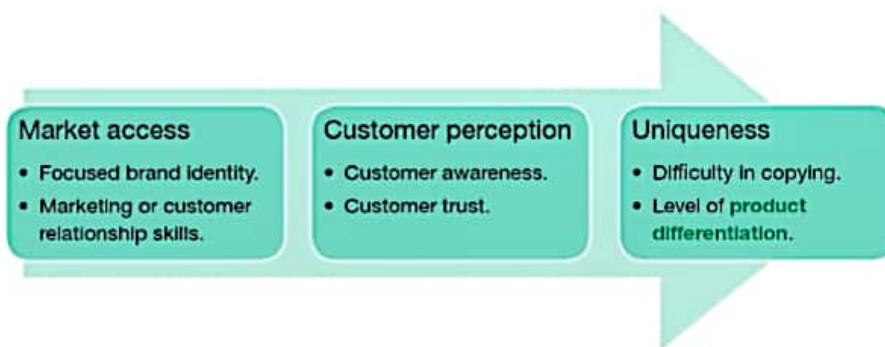 Market access
• Focused brand identity.
• Marketing or customer
relationship skills.
Customer perception
• Customer awareness.
• Customer trust.
Uniqueness
• Difficulty in copying.
• Level of product
differentiation.